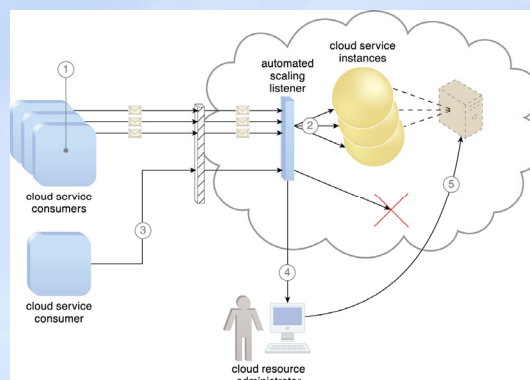 1
automated
scaling
listener
cloud service
instances
2
5
cloud service
consumers
3
4
cloud service
consumer
cloud resource
administrator